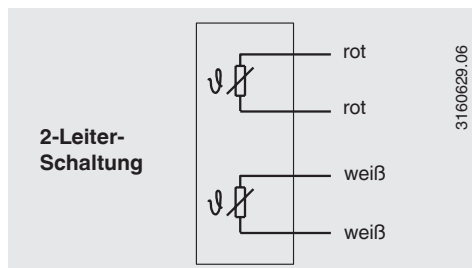 rot
ϑ
rot
2-Leiter-
Schaltung
weiß
ϑ
weiß
3160629.06